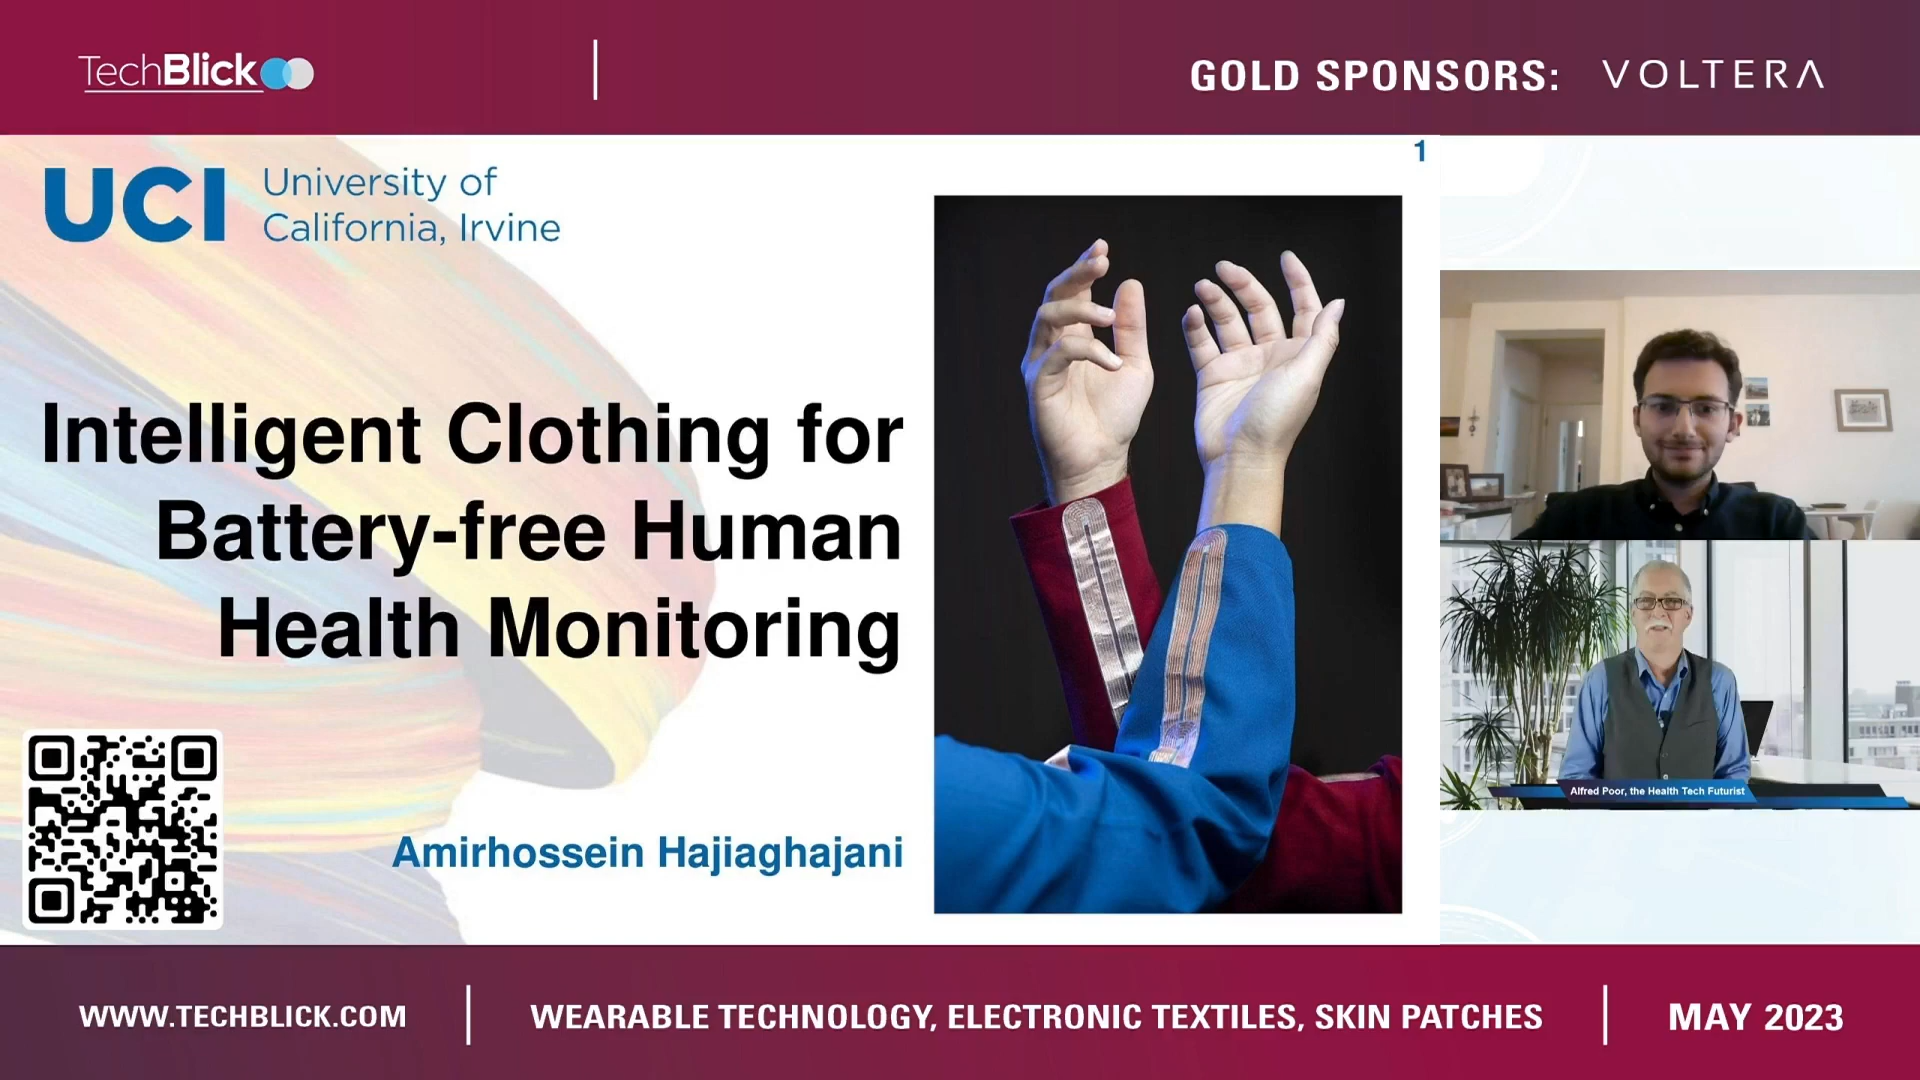 TechBlick
GOLD SPONSORS: VOLTERA
1
UCI University of
California, Irvine
Intelligent Clothing for
Battery-free Human
Health Monitoring
Amirhossein Hajiaghajani
Alfred Poor, the Health Tech Futurist
WWW.TECHBLICK.COM
WEARABLE TECHNOLOGY, ELECTRONIC TEXTILES, SKIN PATCHES
MAY 2023